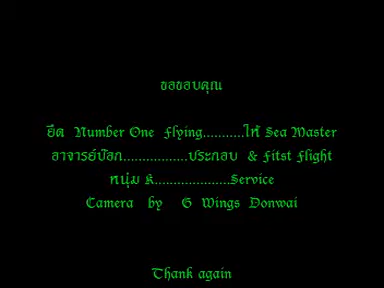 ขอขอบคุณ
ยึด Number One Flying...........ให้ Sea Master
อาจารย์ป๊อก.................ประกอบ & Fitst Flight
หนุ่ม K....................Service
Camera by G Wings Donwai
Thank again